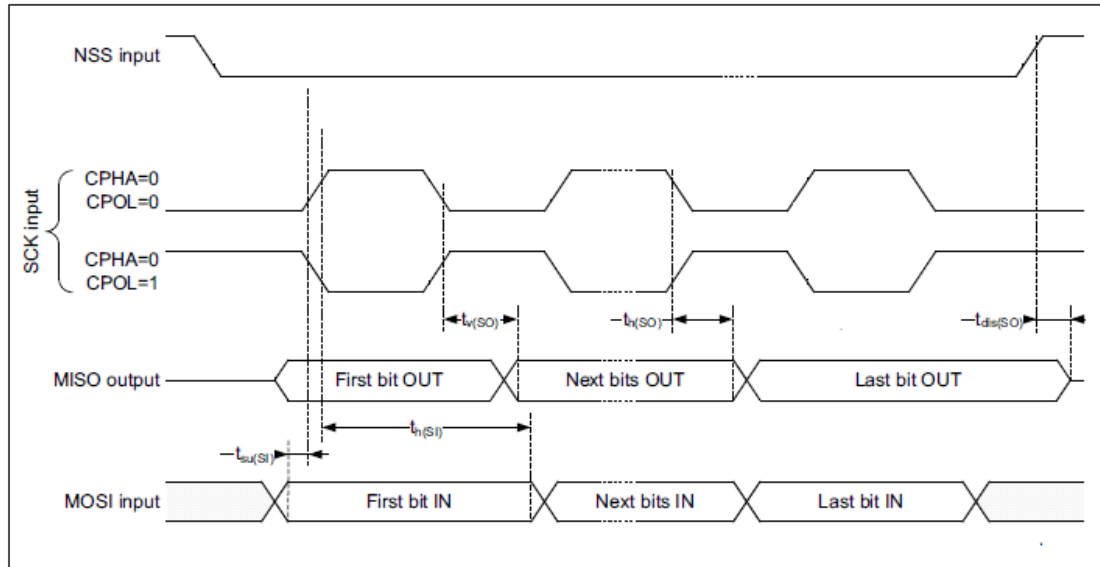 NSS input
SCK input
CPHA=0
CPOL=0
CPHA=0
CPOL=1
tv(SO)
th(SO)
tdis(SO)
MISO output
First bit OUT
Next bits OUT
Last bit OUT
th(SI)
tsu(SI)
MOSI input
First bit IN
Next bits IN
Last bit IN